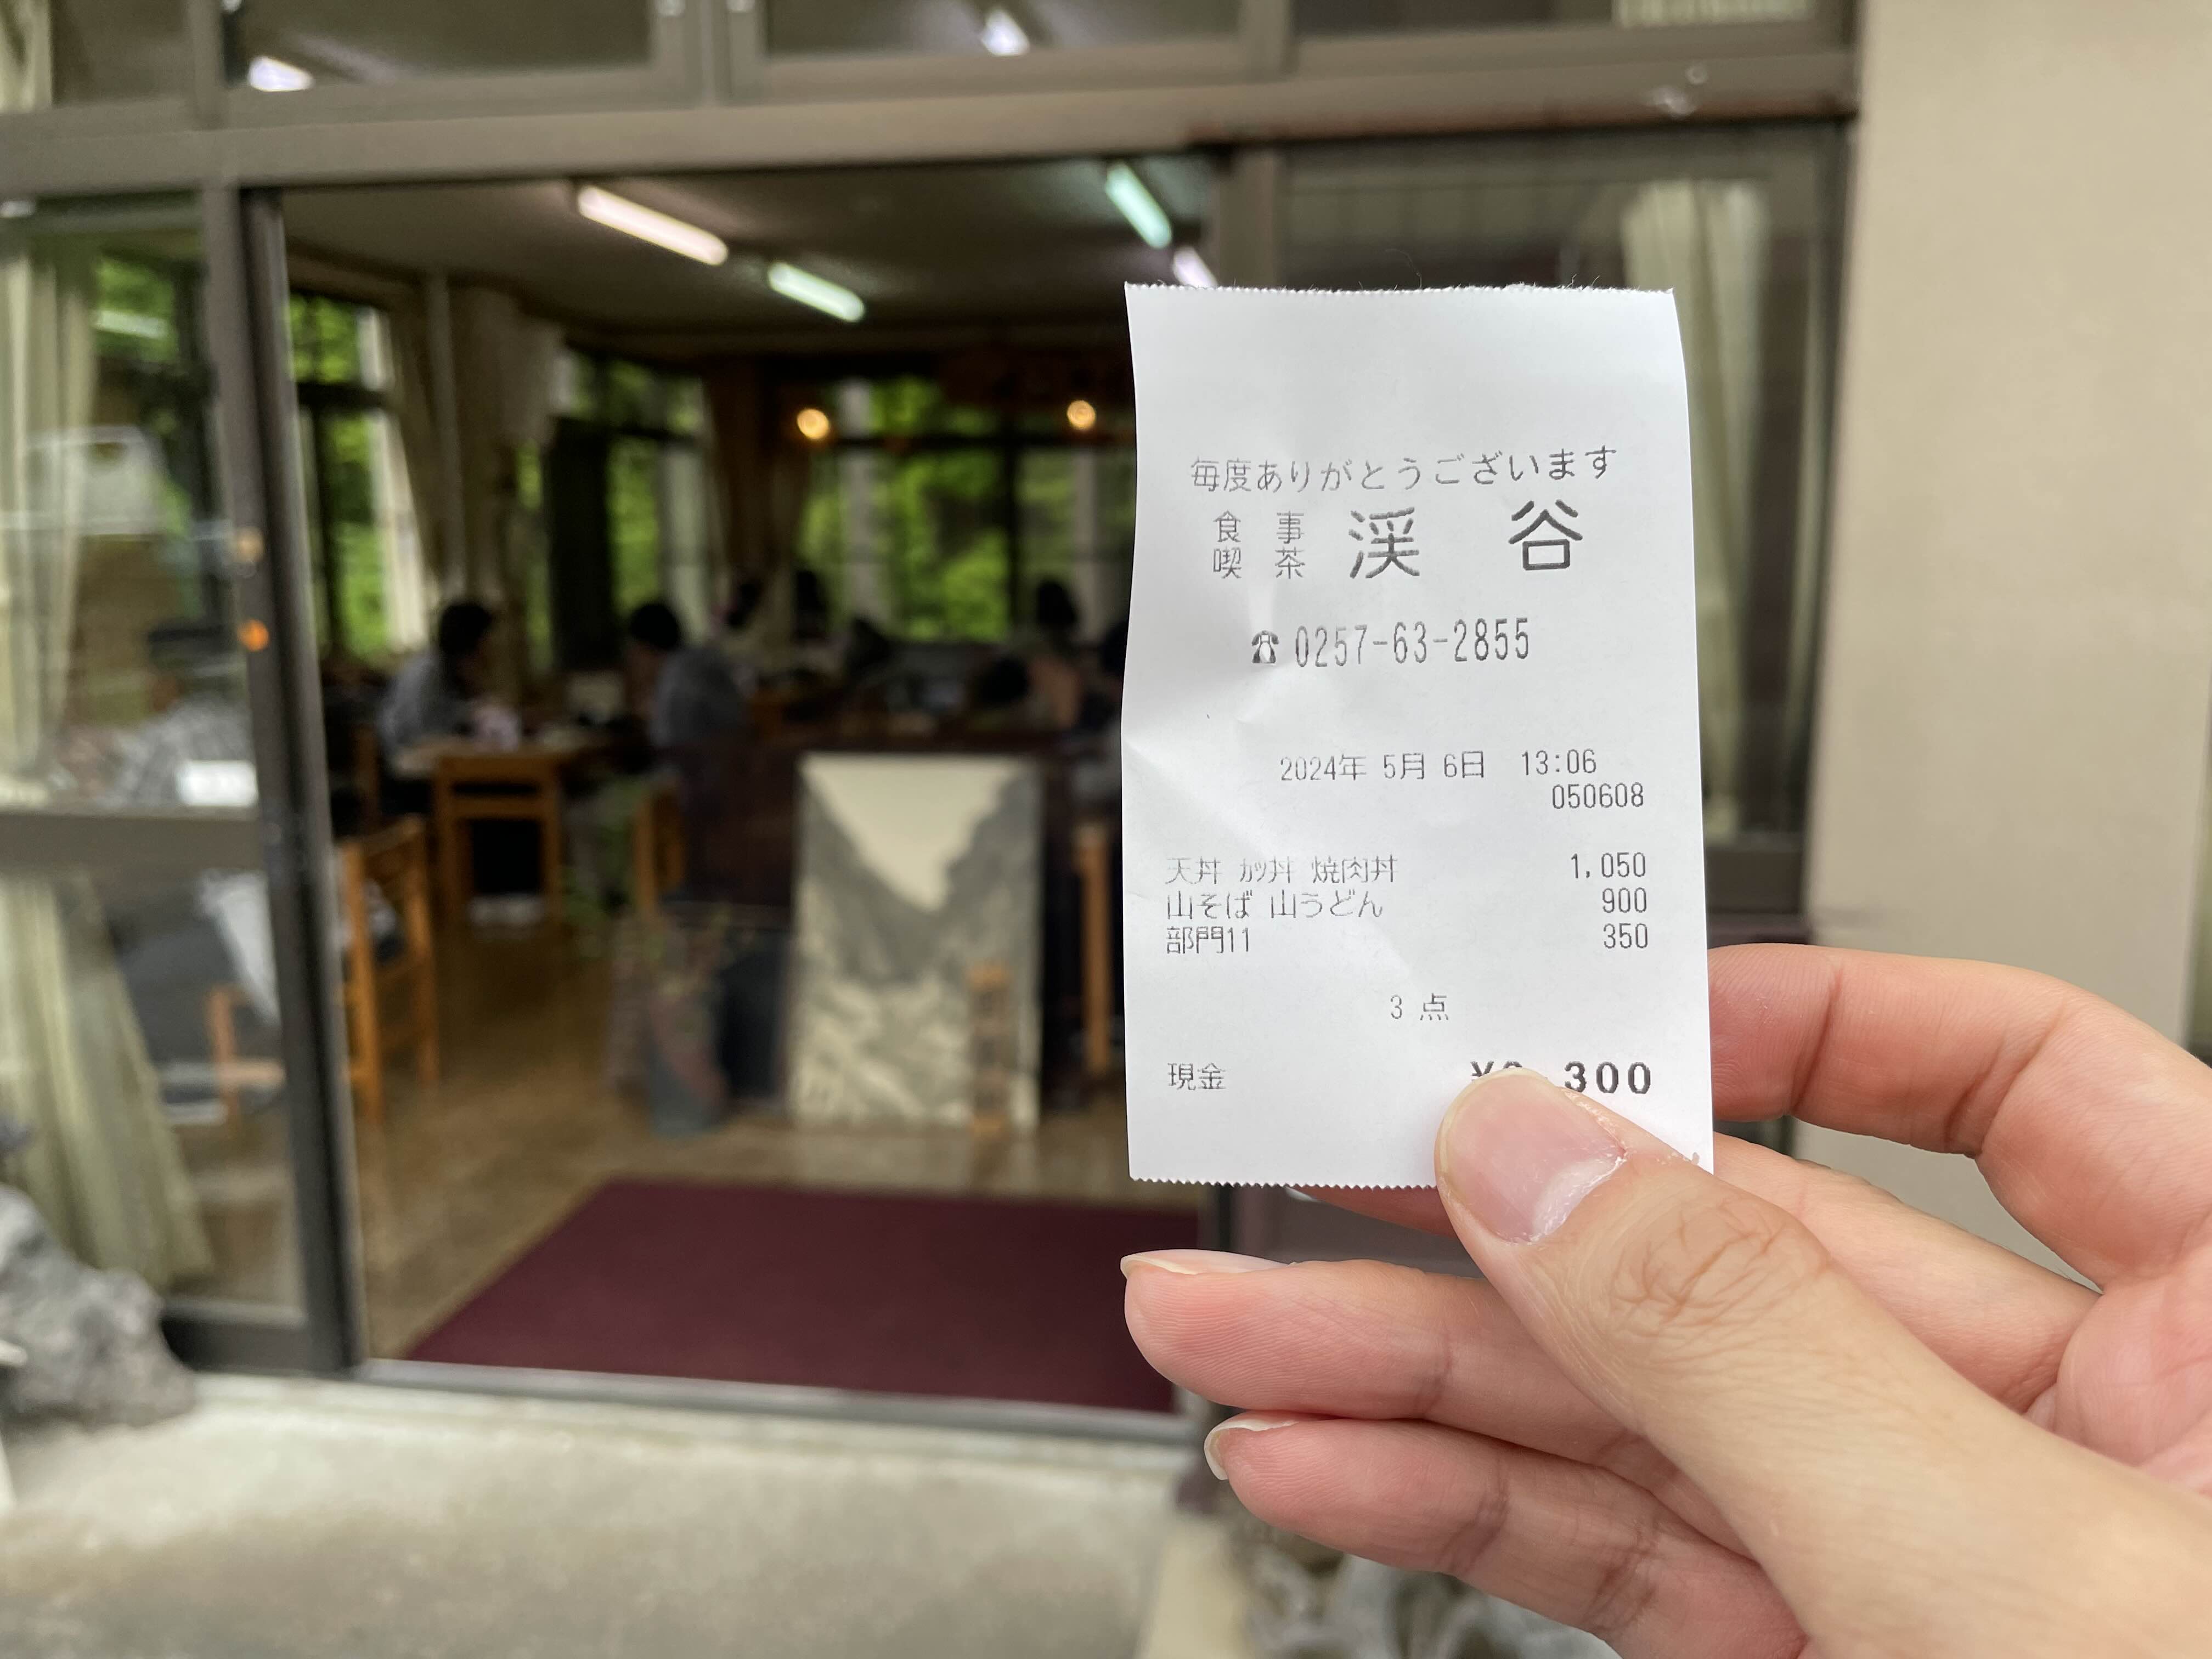 毎度ありがとうございます
食事 渓谷
喫茶
☎0257-63-2855
2024年 5月 6日 13:06
050608
天丼 ｶﾂ丼 焼肉丼 1,050
山そば 山うどん 900
部門11 350
3 点
現金 300